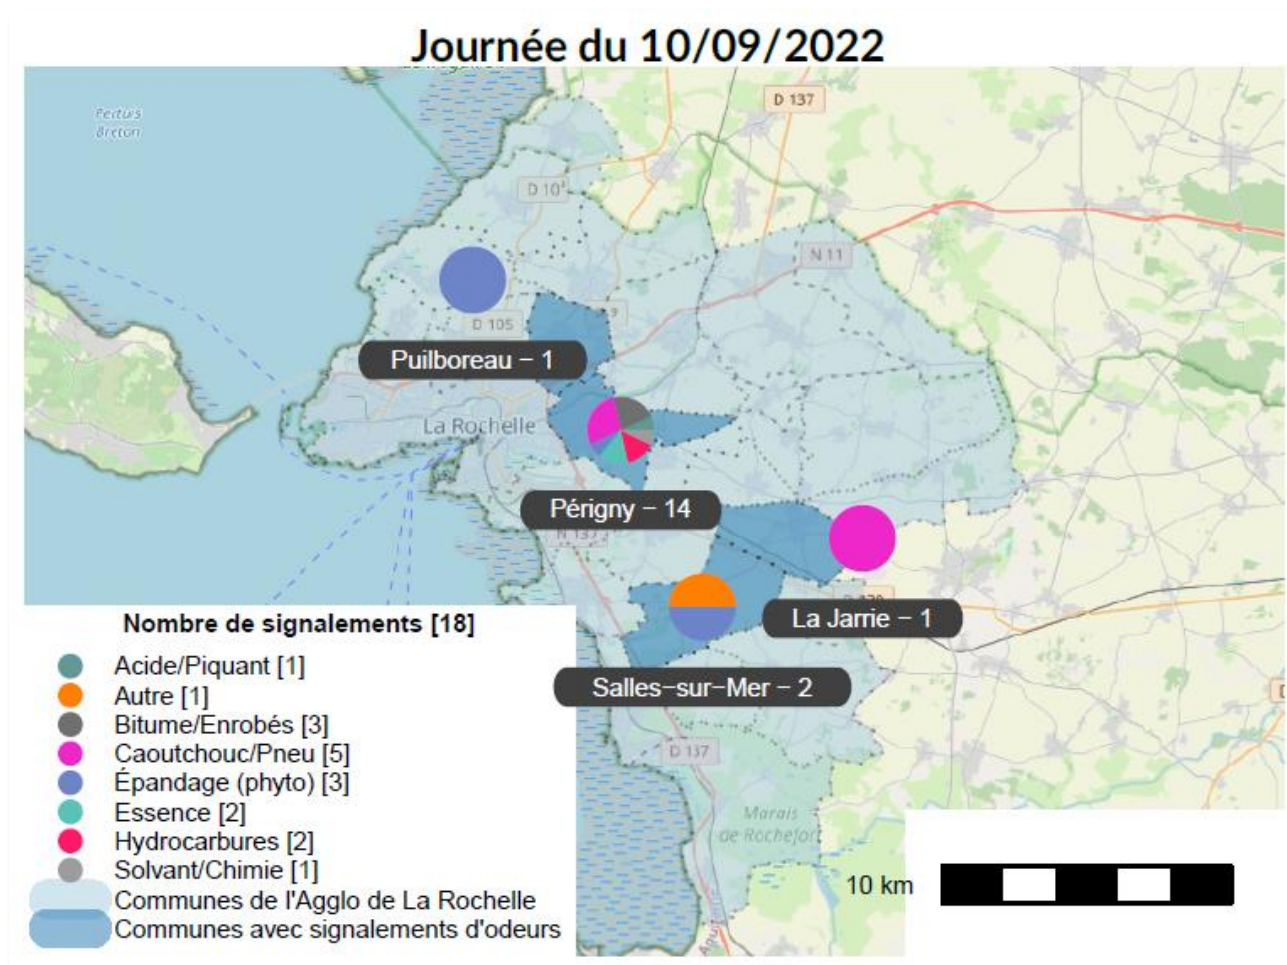 Journée du 10/09/2022
Pertuis
Breton
D 137
D 10
N 11
D 105
9
Puilboreau – 1
La Rochelle
Périgny – 14
N 137
La Jarrie – 1
Salles–sur–Mer – 2
D 137
Marais
de Rochefort
Nombre de signalements [18]
Acide/Piquant [1]
Autre [1]
Bitume/Enrobés [3]
Caoutchouc/Pneu [5]
Épandage (phyto) [3]
Essence [2]
Hydrocarbures [2]
Solvant/Chimie [1]
Communes de l'Agglo de La Rochelle
Communes avec signalements d'odeurs
10 km